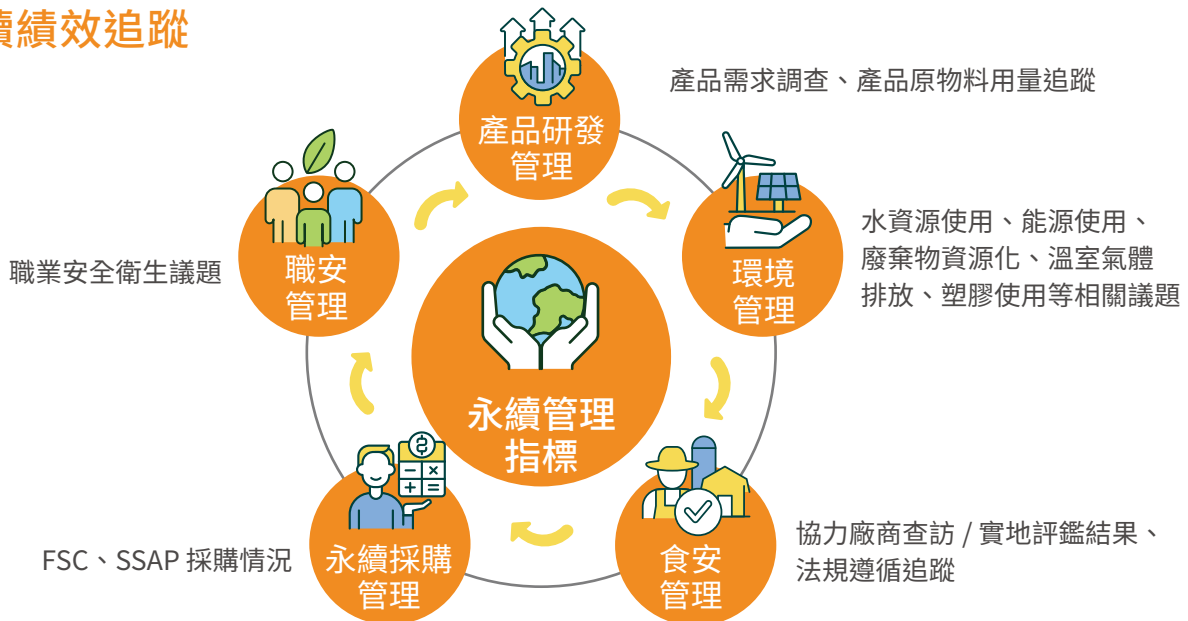 續績效追蹤
產品研發
管理
產品需求調查、產品原物料用量追蹤
環境
管理
水資源使用、能源使用、
廢棄物資源化、溫室氣體
排放、塑膠使用等相關議題
食安
管理
協力廠商查訪 / 實地評鑑結果、
法規遵循追蹤
永續採購
管理
FSC、SSAP 採購情況
職安
管理
職業安全衛生議題
永續管理
指標